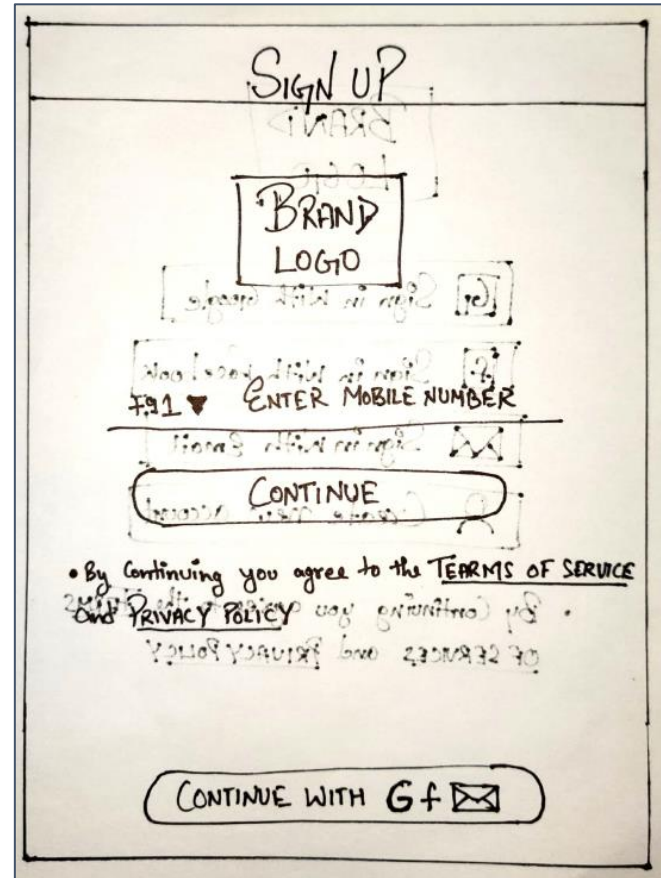 SIGN UP
BRAND
LOGO
+91 ▼ ENTER MOBILE NUMBER
CONTINUE
• By Continuing you agree to the TEARMS OF SERVICE
and PRIVACY POLICY
CONTINUE WITH G f